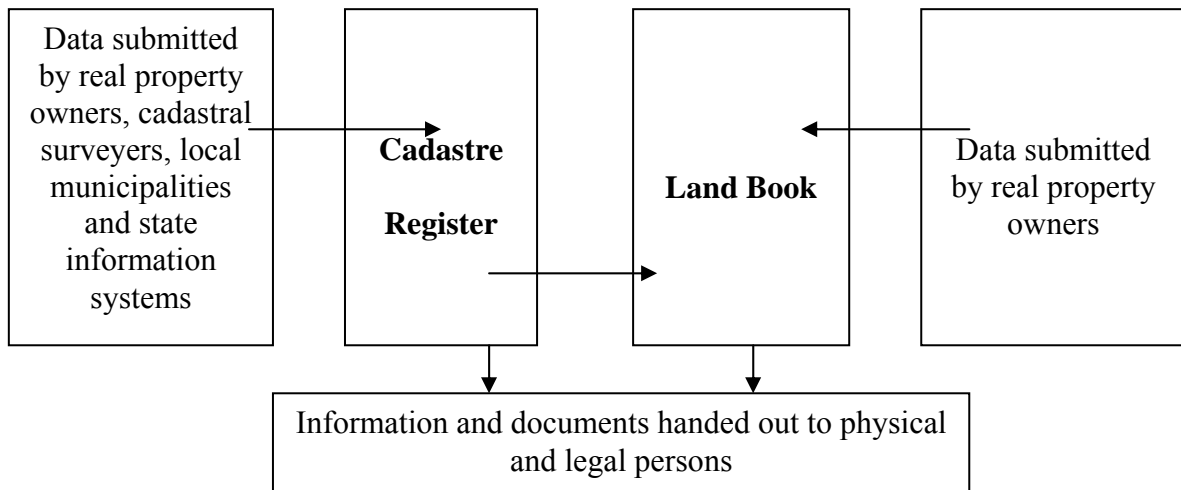 Data submitted
by real property
owners, cadastral
surveyers, local
municipalities
and state
information
systems
Cadastre
Register
Land Book
Data submitted
by real property
owners
Information and documents handed out to physical
and legal persons